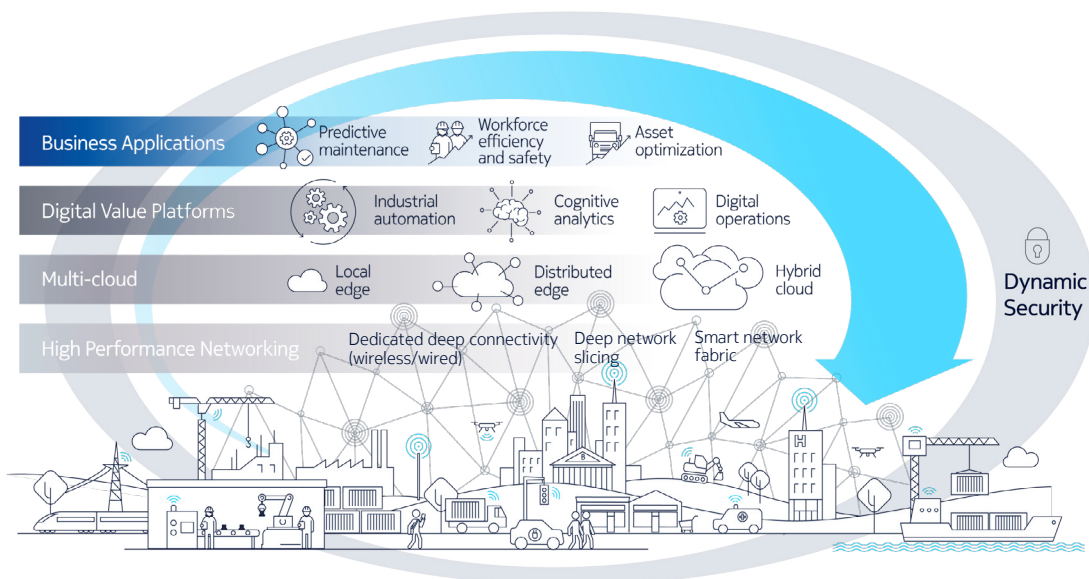 Business Applications
Predictive
maintenance
Workforce
efficiency
and safety
Asset
optimization
Digital Value Platforms
Industrial
automation
Cognitive
analytics
Digital
operations
Multi-cloud
Local
edge
Distributed
edge
Hybrid
cloud
Dynamic
Security
High Performance Networking
Dedicated deep connectivity
(wireless/wired)
Deep network
slicing
Smart network
fabric
B
H